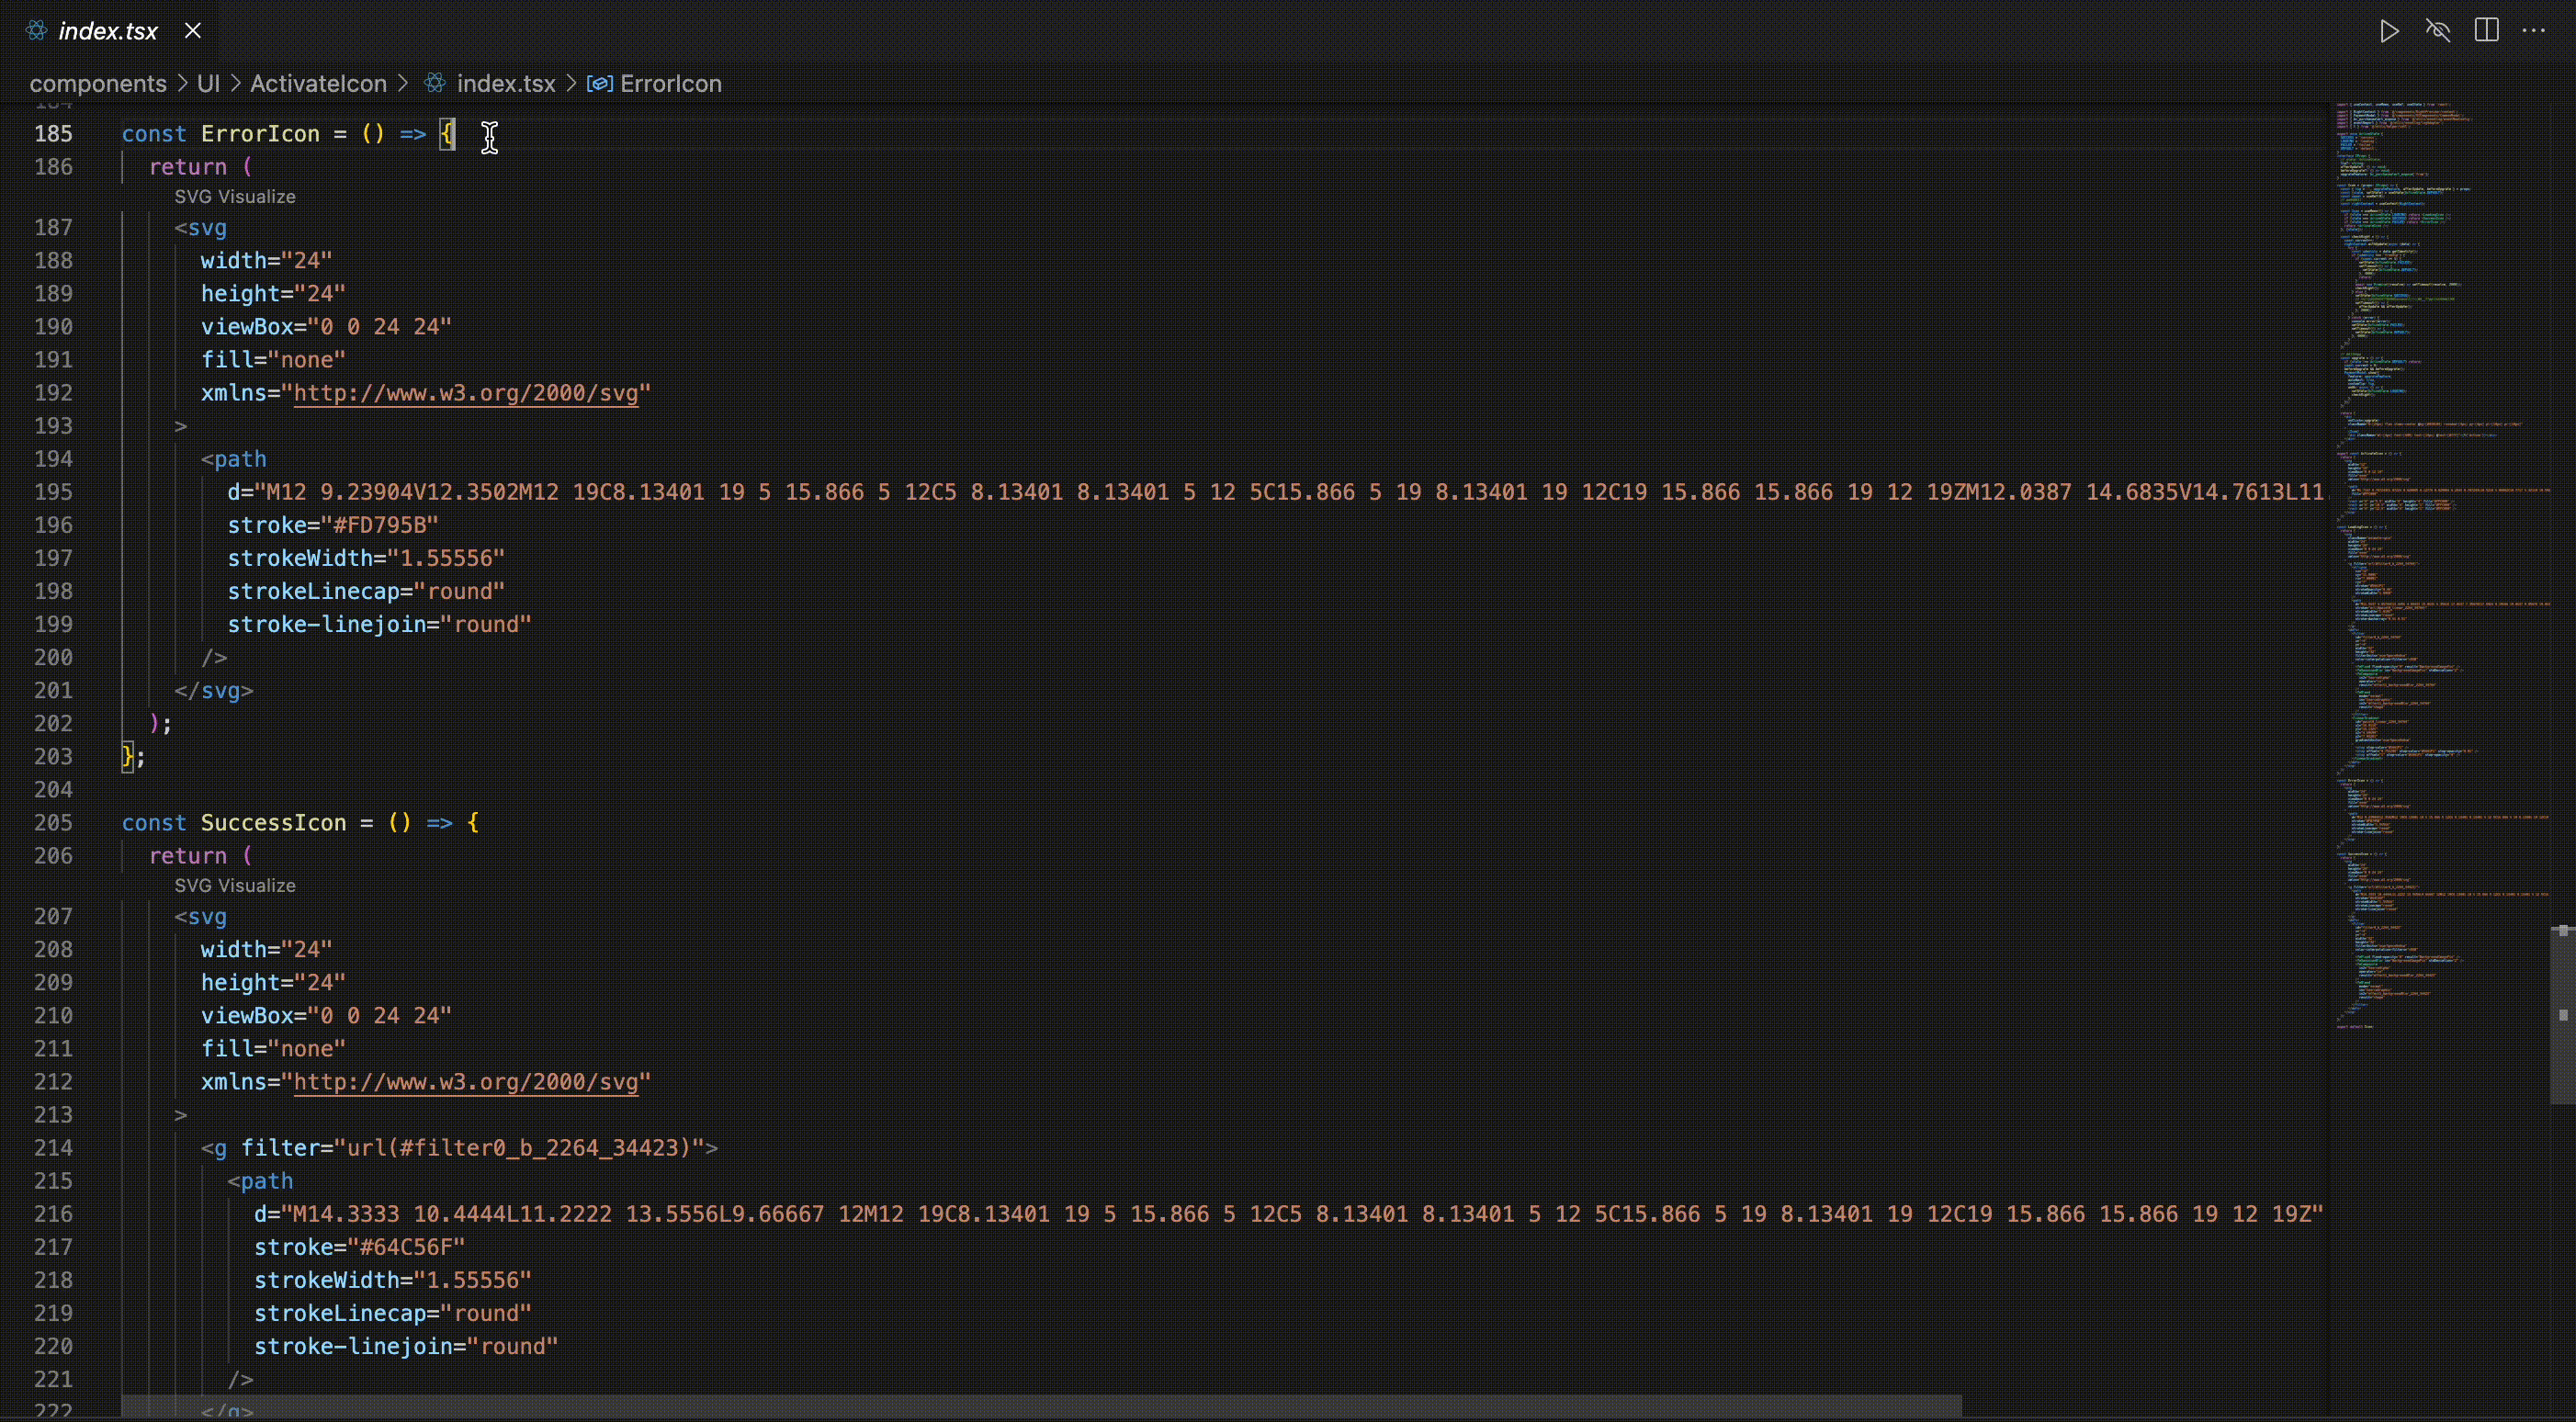 index.tsx
components > UI > ActivateIcon > index.tsx > ErrorIcon
184
185 const ErrorIcon = () => {
186 return (
SVG Visualize
187 <svg
188 width="24"
189 height="24"
190 viewBox="0 0 24 24"
191 fill="none"
192 xmlns="http://www.w3.org/2000/svg"
193 >
194 <path
195 d="M12 9.23904V12.3502M12 19C8.13401 19 5 15.866 5 12C5 8.13401 8.13401 5 12 5C15.866 5 19 8.13401 19 12C19 15.866 15.866 19 12 19ZM12.0387 14.6835V14.7613L11.
196 stroke="#FD795B"
197 strokeWidth="1.55556"
198 strokeLinecap="round"
199 stroke-linejoin="round"
200 />
201 </svg>
202 );
203 };
204
205 const SuccessIcon = () => {
206 return (
SVG Visualize
207 <svg
208 width="24"
209 height="24"
210 viewBox="0 0 24 24"
211 fill="none"
212 xmlns="http://www.w3.org/2000/svg"
213 >
214 <g filter="url(#filter0_b_2264_34423)">
215 <path
216 d="M14.3333 10.4444L11.2222 13.5556L9.66667 12M12 19C8.13401 19 5 15.866 5 12C5 8.13401 8.13401 5 12 5C15.866 5 19 8.13401 19 12C19 15.866 15.866 19 12 19Z"
217 stroke="#64C56F"
218 strokeWidth="1.55556"
219 strokeLinecap="round"
220 stroke-linejoin="round"
221 />
222 </g>